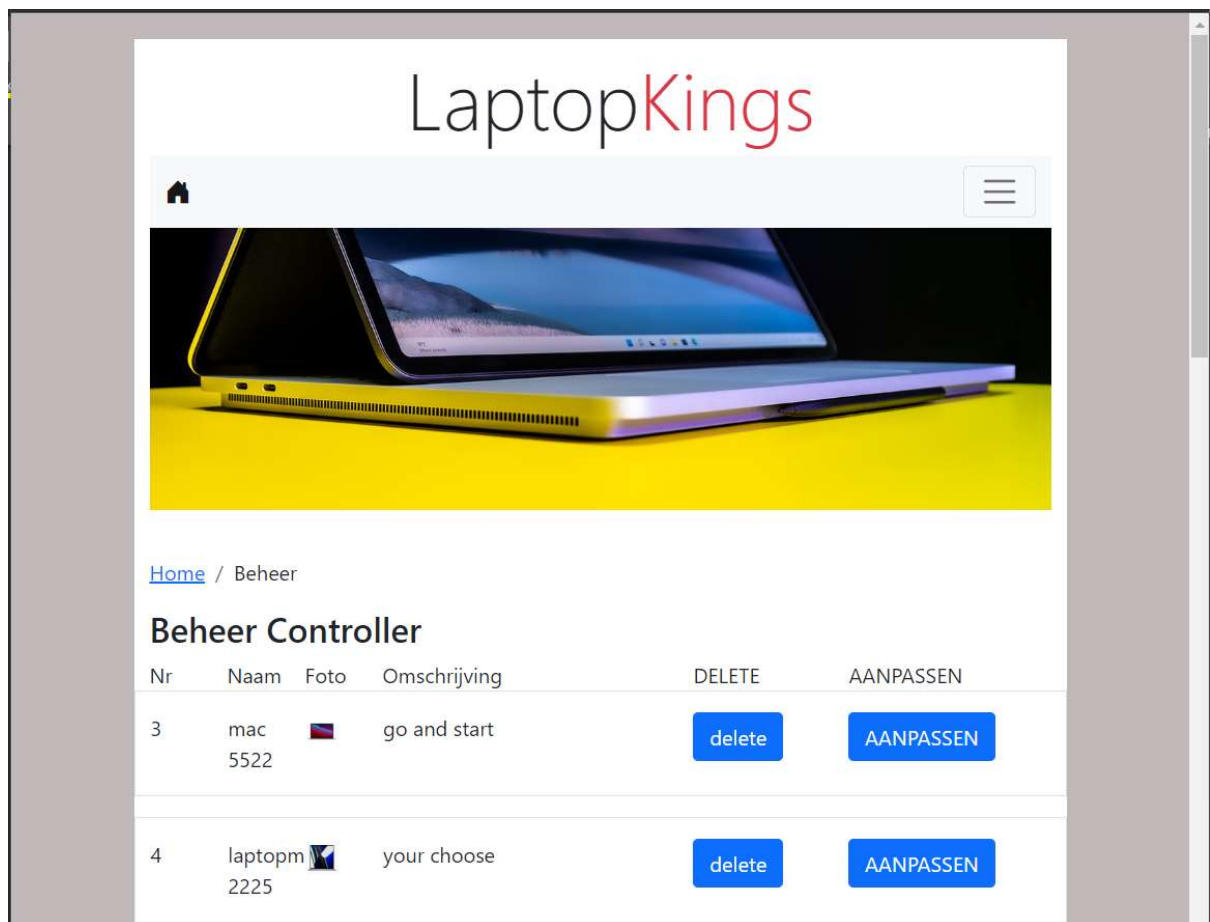 LaptopKings
Home / Beheer
Beheer Controller
Nr Naam Foto Omschrijving DELETE AANPASSEN
3 mac go and start delete AANPASSEN
5522
4 laptopm your choose delete AANPASSEN
2225